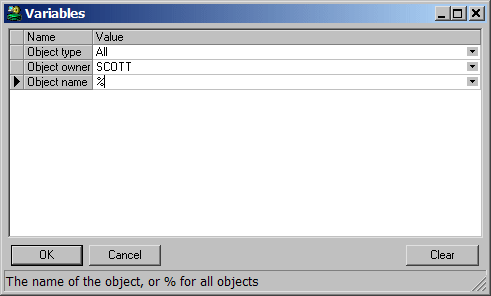 Variables
Name Value
Object type All
Object owner SCOTT
Object name %
OK Cancel Clear
The name of the object, or % for all objects